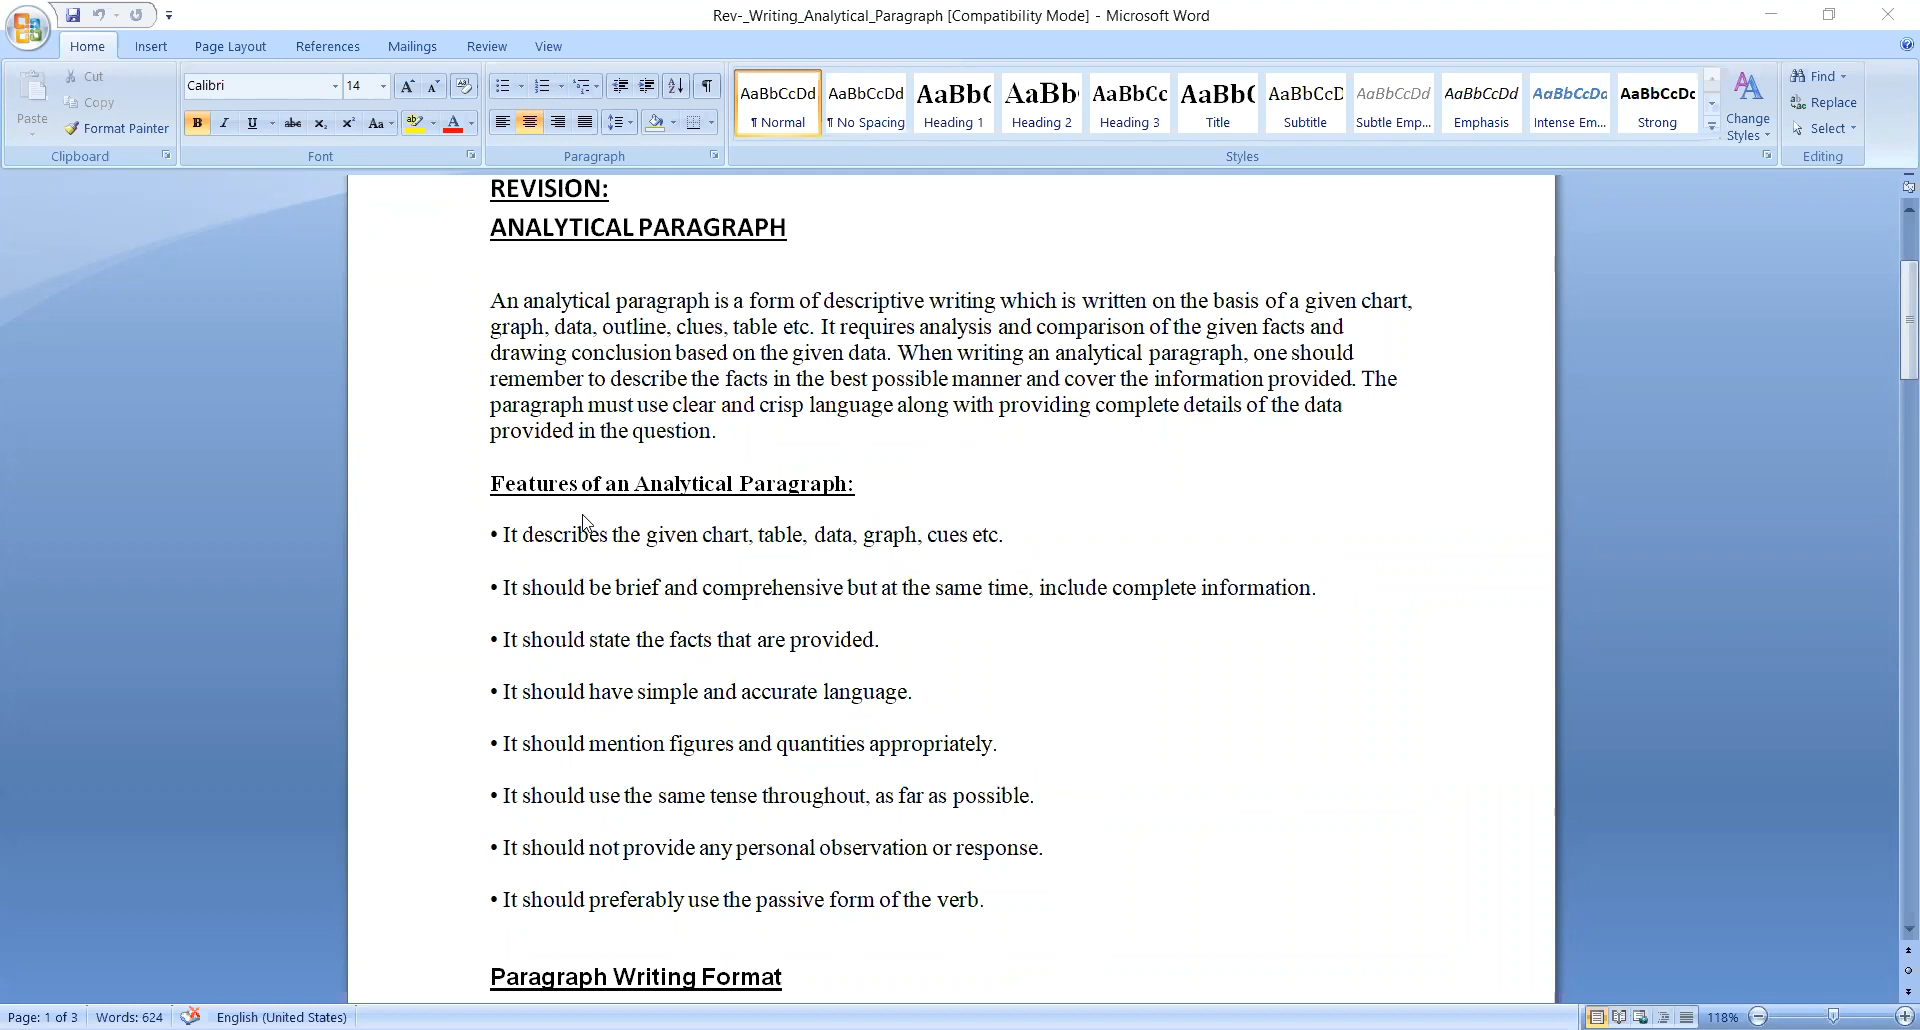 Rev-_Writing_Analytical_Paragraph [Compatibility Mode] - Microsoft Word
Home Insert Page Layout References Mailings Review View
Paste
Cut
Copy
Format Painter
Clipboard
Calibri 14
B I U abc x₂ x² Aa
Font
Paragraph
AaBbCcDd AaBbCcDd AaBb( AaBb AaBbCc AaBb( AaBbCcD AaBbCcDd AaBbCcDd AaBbCcDd AaBbCcDc
¶ Normal ¶ No Spacing Heading 1 Heading 2 Heading 3 Title Subtitle Subtle Emp... Emphasis Intense Em... Strong
Styles
Change
Styles
Find
Replace
Select
Editing
REVISION:
ANALYTICAL PARAGRAPH
An analytical paragraph is a form of descriptive writing which is written on the basis of a given chart,
graph, data, outline, clues, table etc. It requires analysis and comparison of the given facts and
drawing conclusion based on the given data. When writing an analytical paragraph, one should
remember to describe the facts in the best possible manner and cover the information provided. The
paragraph must use clear and crisp language along with providing complete details of the data
provided in the question.
Features of an Analytical Paragraph:
• It describes the given chart, table, data, graph, cues etc.
• It should be brief and comprehensive but at the same time, include complete information.
• It should state the facts that are provided.
• It should have simple and accurate language.
• It should mention figures and quantities appropriately.
• It should use the same tense throughout, as far as possible.
• It should not provide any personal observation or response.
• It should preferably use the passive form of the verb.
Paragraph Writing Format
Page: 1 of 3 Words: 624 English (United States) 118%